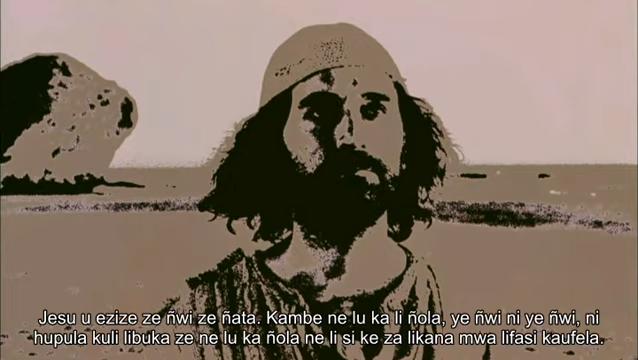 Jesu u ezize ze ñwi ze ñata. Kambe ne lu ka li ñola, ye ñwi ni ye ñwi, ni
hupula kuli libuka ze ne lu ka ñola ne li si ke za likana mwa lifasi kaufela.